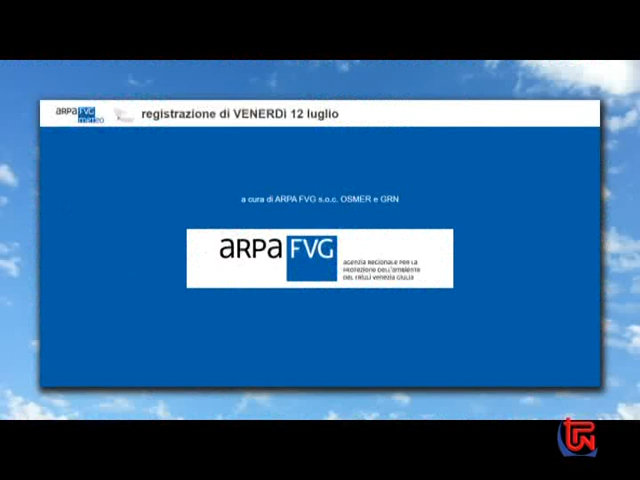 arpa FVG
meteo
registrazione di VENERDì 12 luglio
a cura di ARPA FVG s.o.c. OSMER e GRN
arpa FVG
AGENZIA REGIONALE PER LA
PROTEZIONE DELL'AMBIENTE
DEL FRIULI VENEZIA GIULIA